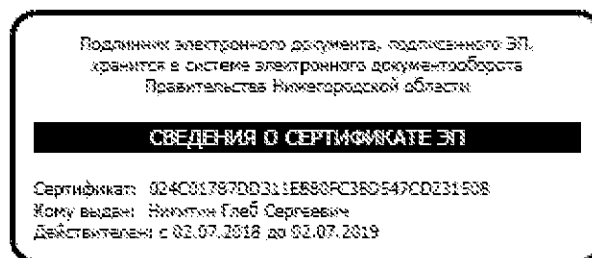 Подлинник электронного документа, подписанного ЭП,
хранится в системе электронного документооборота
Правительства Нижегородской области
СВЕДЕНИЯ О СЕРТИФИКАТЕ ЭП
Сертификат:
Кому выдан: Никитин Глеб Сергеевич
Действителен: с 02.07.2018 до 02.07.2019